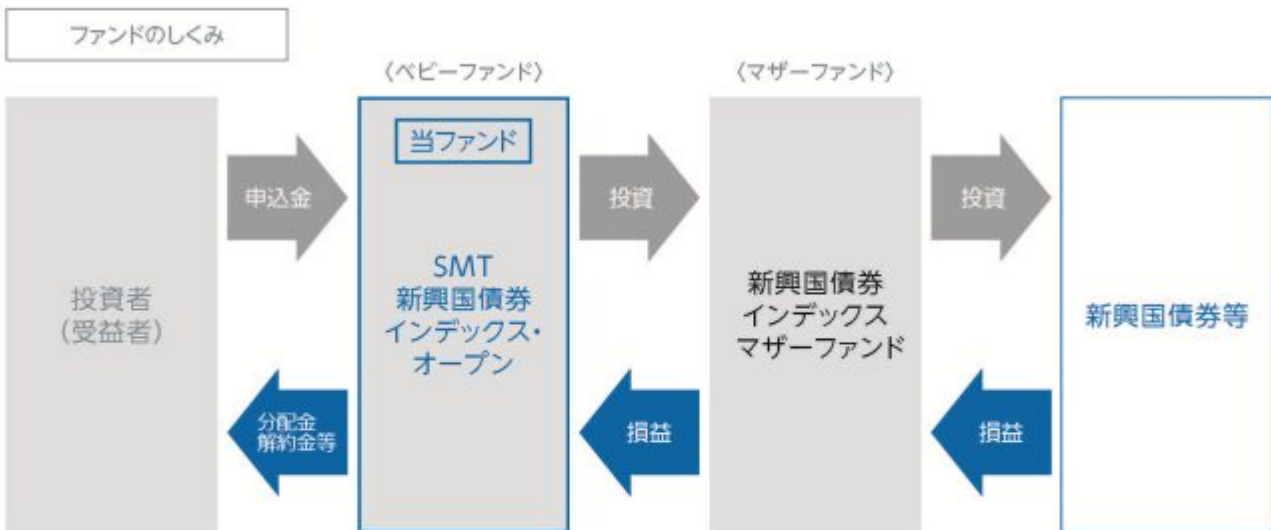 ファンドのしくみ
〈ベビーファンド〉
〈マザーファンド〉
投資者
(受益者)
申込金
分配金
解約金等
当ファンド
SMT
新興国債券
インデックス・
オープン
投資
損益
新興国債券
インデックス
マザーファンド
投資
損益
新興国債券等